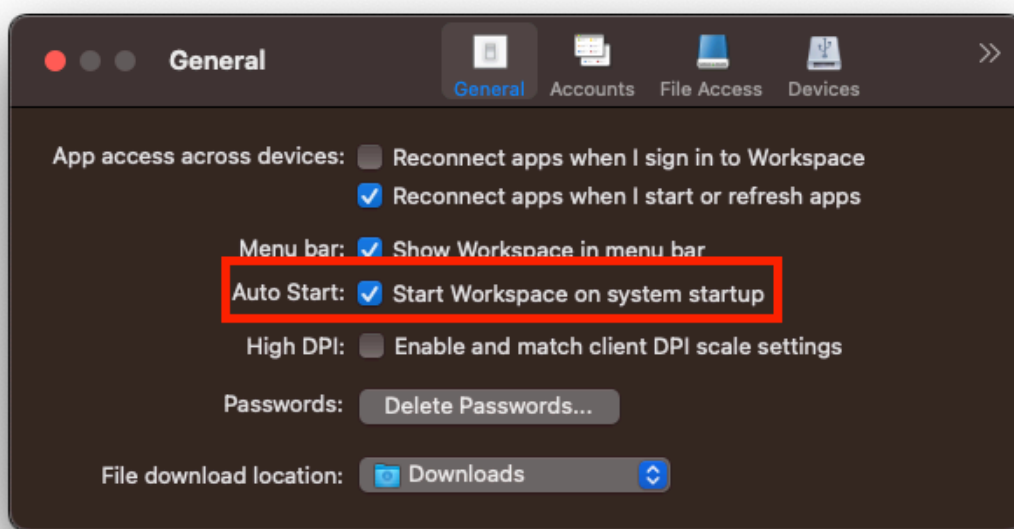 General
General Accounts File Access Devices
App access across devices: Reconnect apps when I sign in to Workspace
Reconnect apps when I start or refresh apps
Menu bar: Show Workspace in menu bar
Auto Start: Start Workspace on system startup
High DPI: Enable and match client DPI scale settings
Passwords: Delete Passwords...
File download location: Downloads